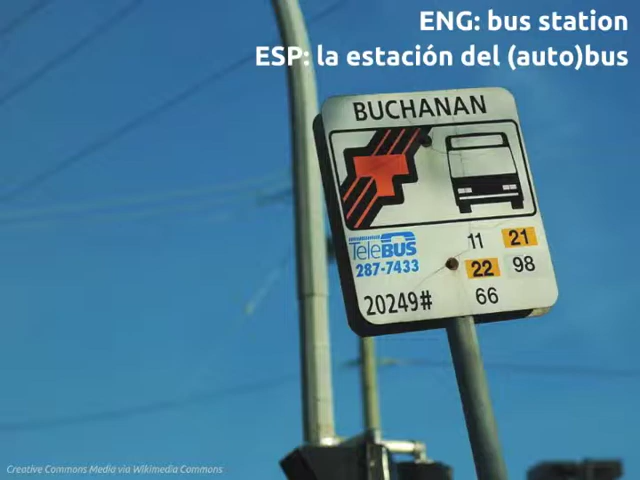 ENG: bus station
ESP: la estación del (auto)bus
BUCHANAN
TeleBUS
287-7433
11 21
22 98
20249# 66
Creative Commons Media via Wikimedia Commons